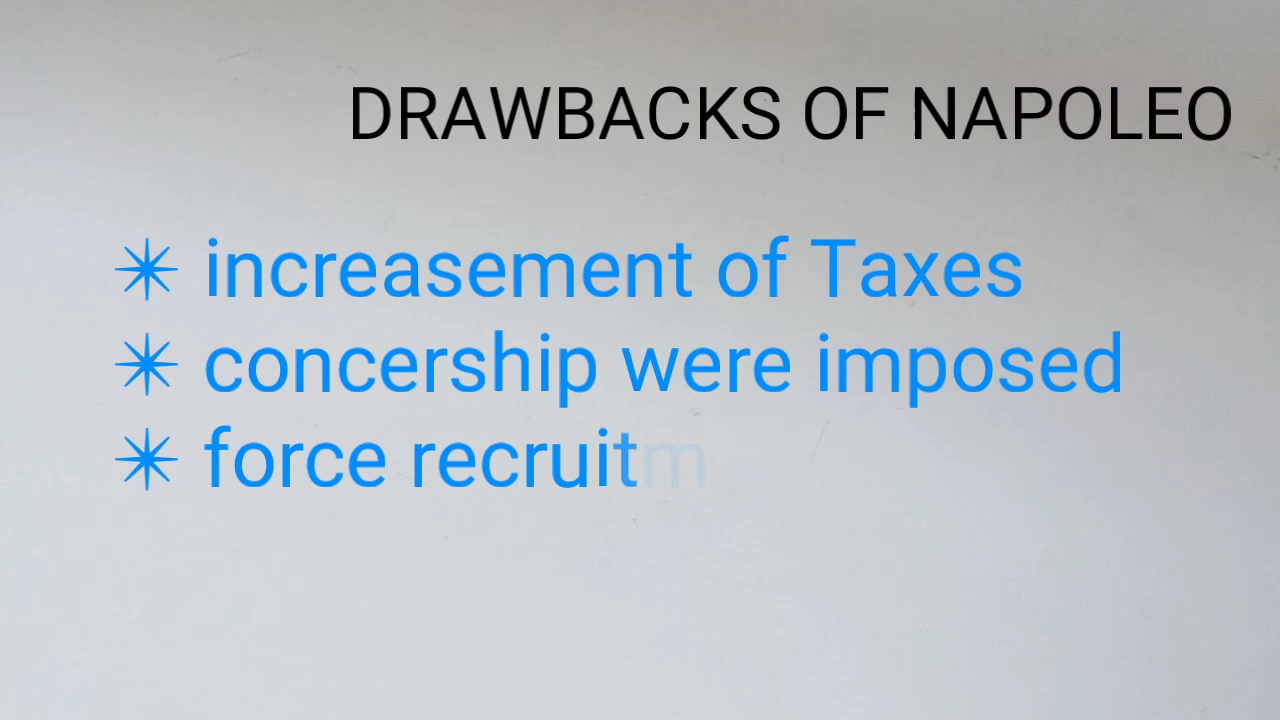 DRAWBACKS OF NAPOLEO
✴ increasement of Taxes
✴ concership were imposed
✴ force recruitm